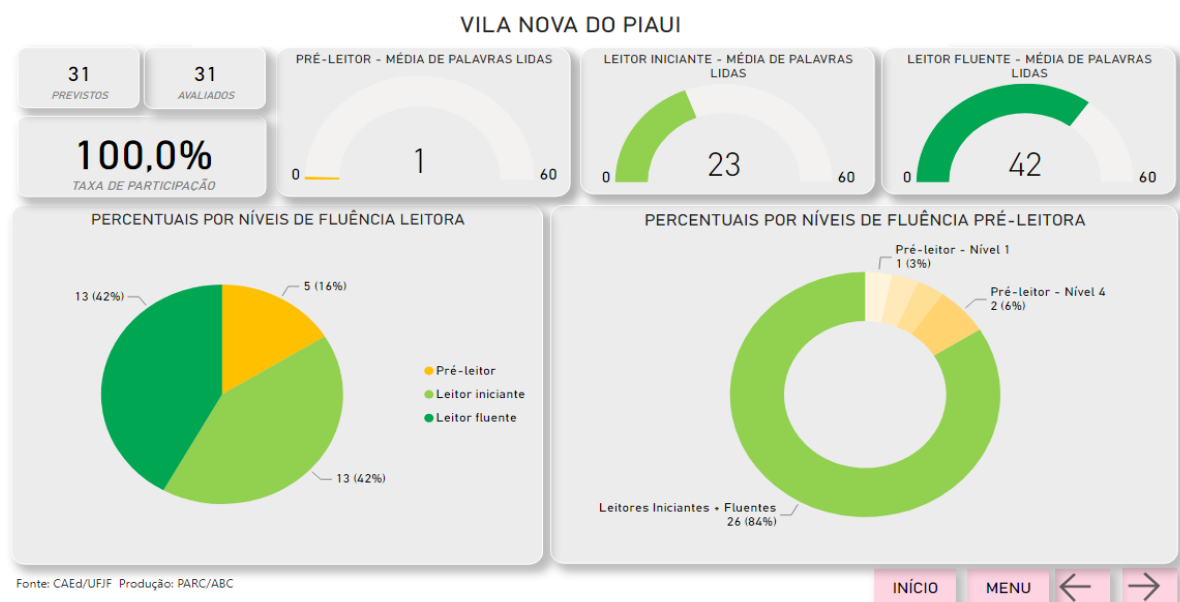 VILA NOVA DO PIAUI
31
PREVISTOS
31
AVALIADOS
100,0%
TAXA DE PARTICIPAÇÃO
PRÉ-LEITOR - MÉDIA DE PALAVRAS LIDAS
0
1
60
LEITOR INICIANTE - MÉDIA DE PALAVRAS
LIDAS
0
23
60
LEITOR FLUENTE - MÉDIA DE PALAVRAS
LIDAS
0
42
60
PERCENTUAIS POR NÍVEIS DE FLUÊNCIA LEITORA
13 (42%)
5 (16%)
13 (42%)
Pré-leitor
Leitor iniciante
Leitor fluente
PERCENTUAIS POR NÍVEIS DE FLUÊNCIA PRÉ-LEITORA
Pré-leitor - Nível 1
1 (3%)
Pré-leitor - Nível 4
2 (6%)
Leitores Iniciantes + Fluentes
26 (84%)
Fonte: CAEd/UFJF Produção: PARC/ABC
INÍCIO
MENU